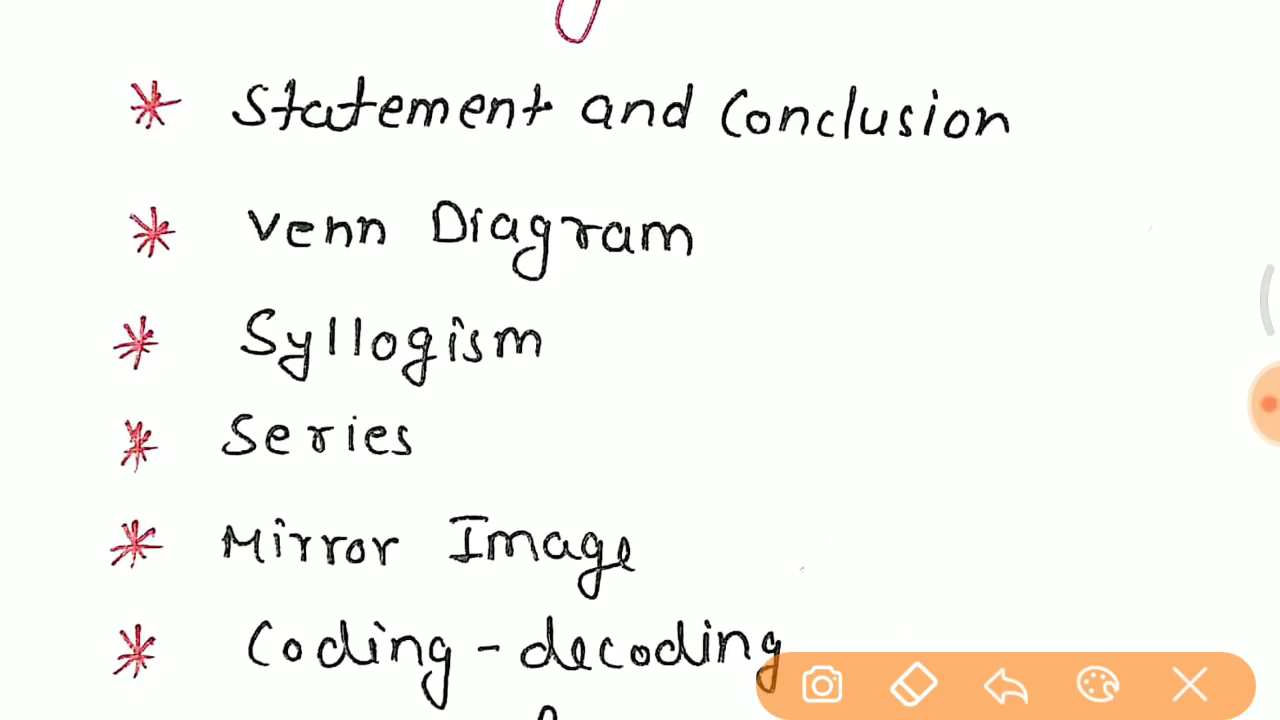 * Statement and Conclusion
* Venn Diagram
* Syllogism
* Series
* Mirror Image
* Coding - decoding